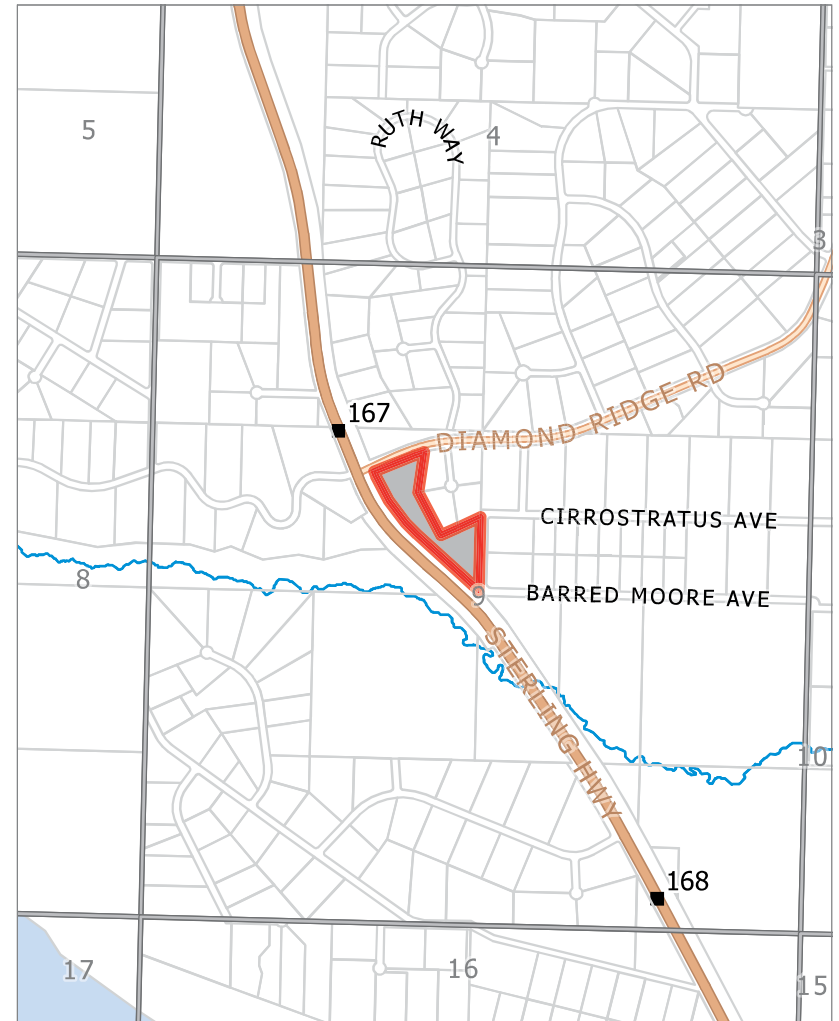 5
RUTH WAY
4
3
167
DIAMOND RIDGE RD
CIRROSTRATUS AVE
8
9
BARRED MOORE AVE
STERLING HWY
10
168
17
16
15